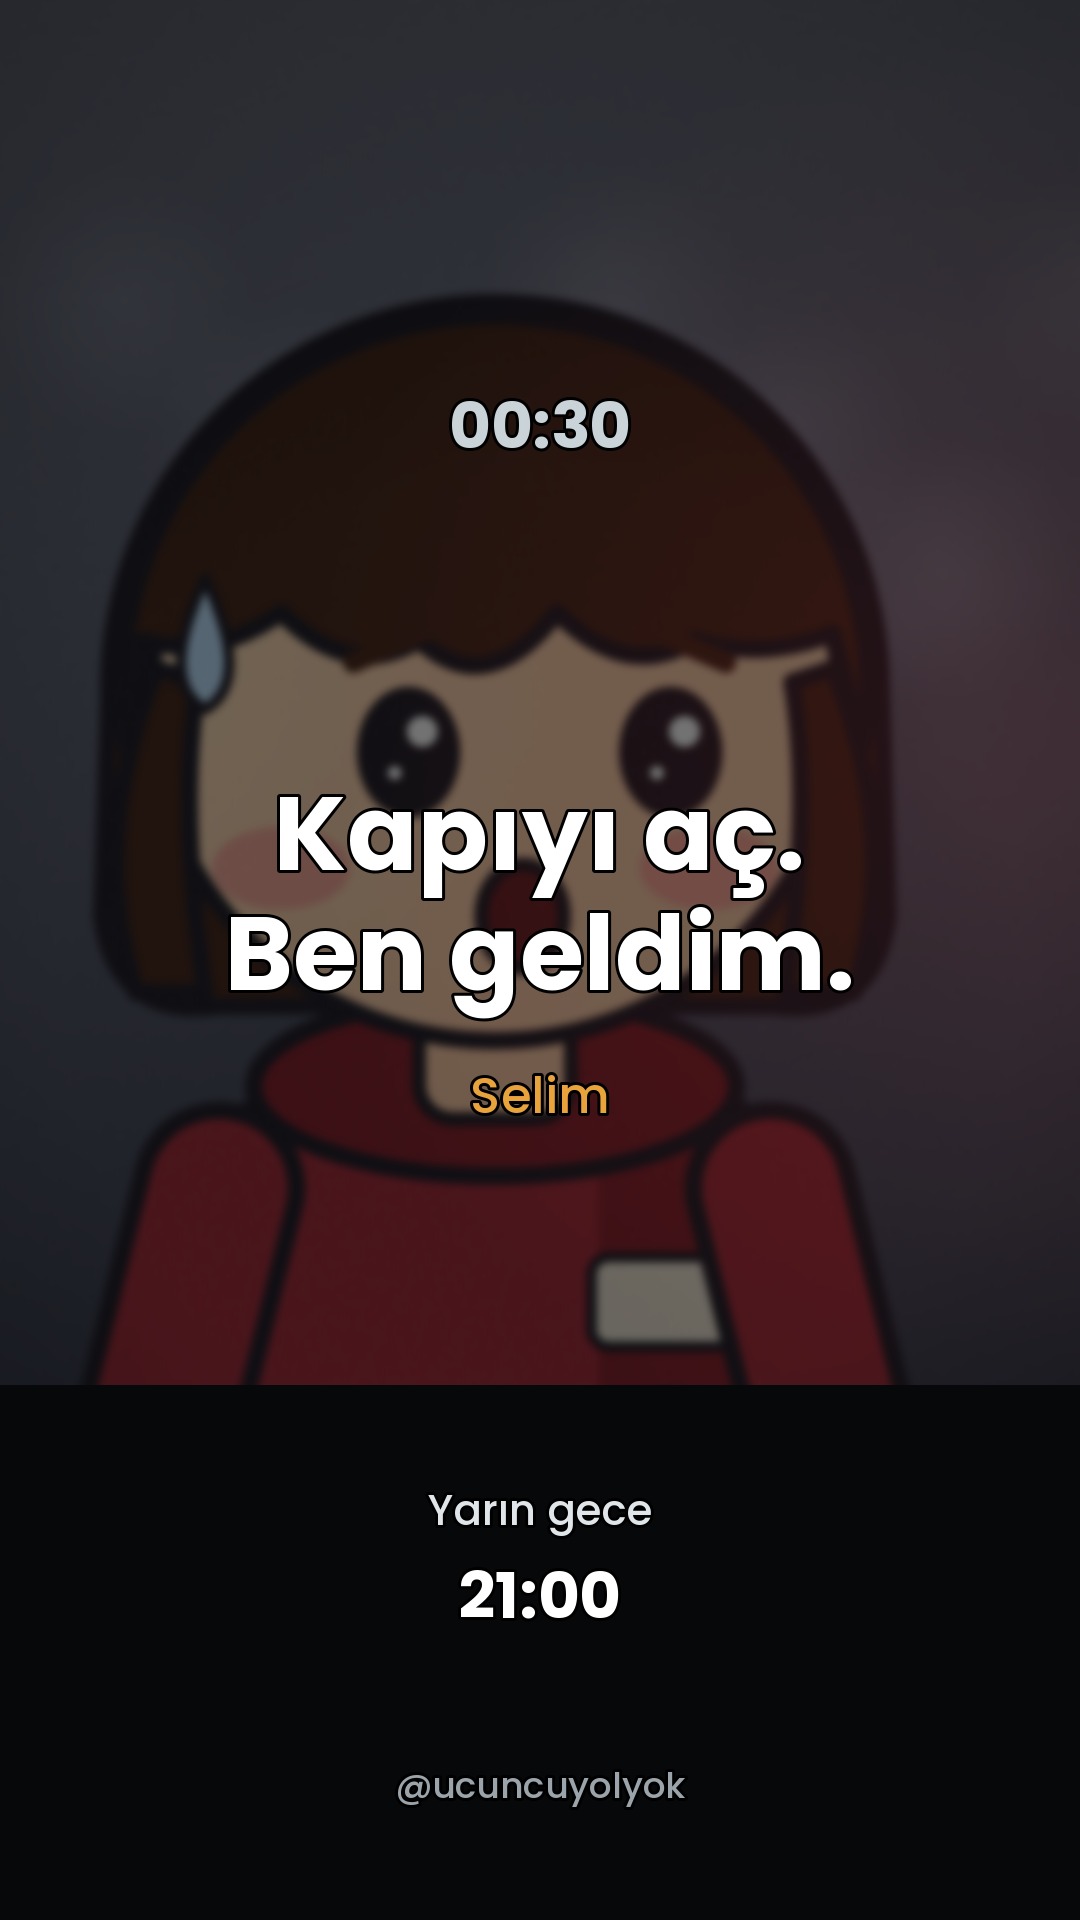 00:30
Kapıyı aç.
Ben geldim.
Selim
Yarın gece
21:00
@ucuncuyolyok